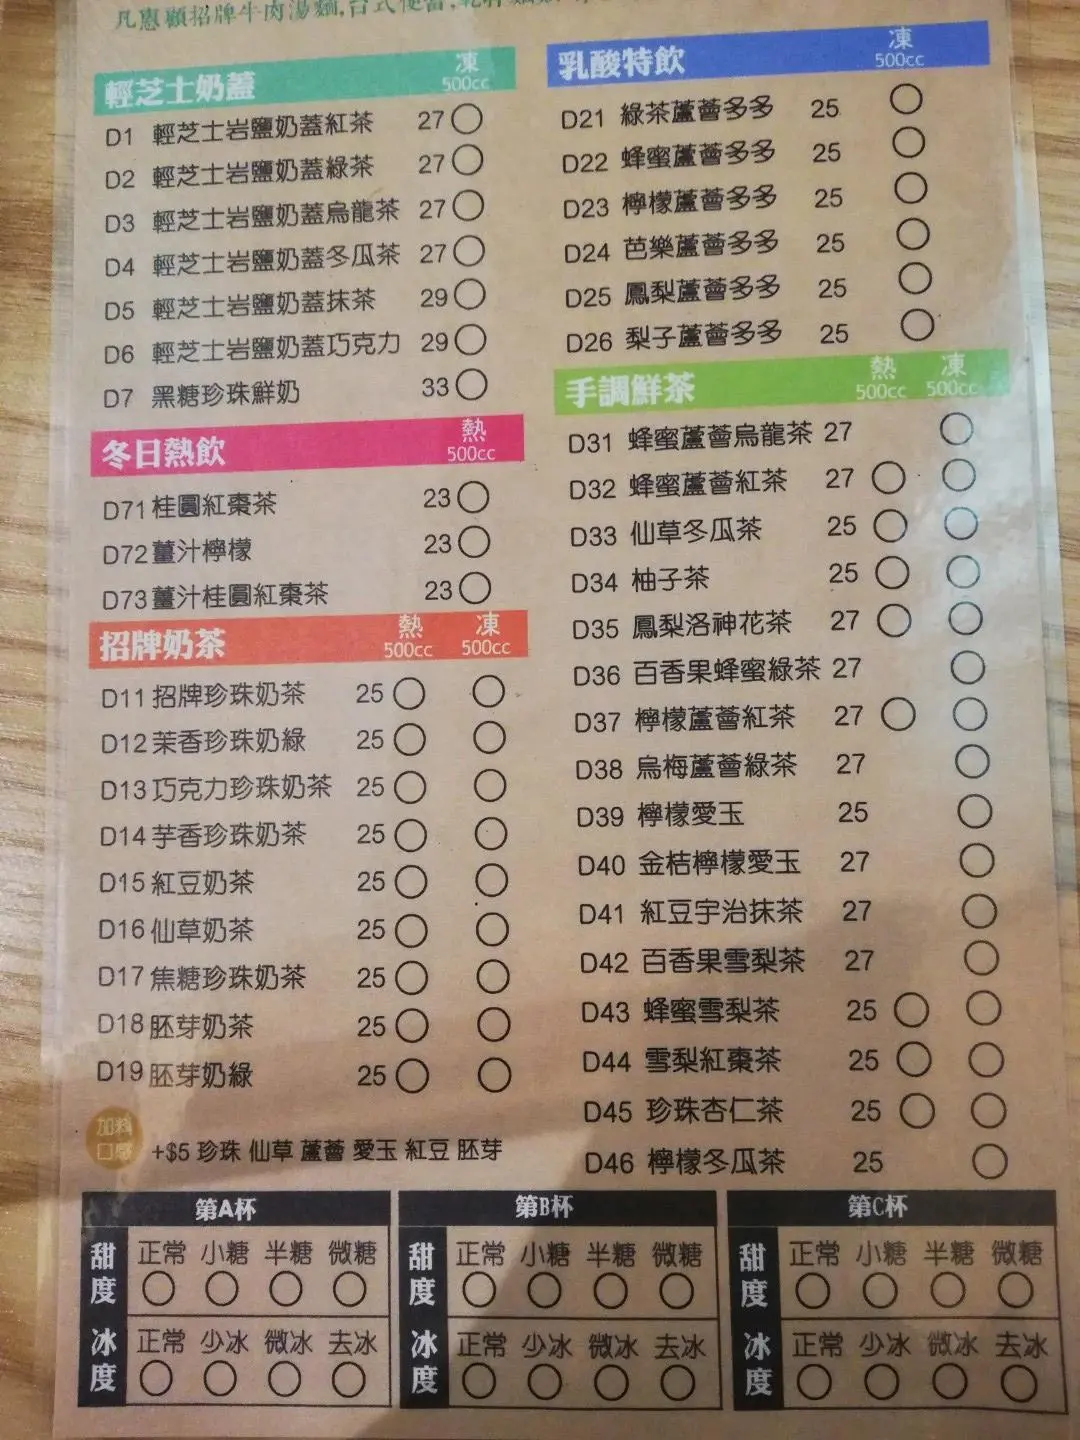 凡惠顧招牌牛肉湯麵,台式便當,乾拌麵
輕芝士奶蓋 凍 500cc
D1 輕芝士岩鹽奶蓋紅茶 27
D2 輕芝士岩鹽奶蓋綠茶 27
D3 輕芝士岩鹽奶蓋烏龍茶 27
D4 輕芝士岩鹽奶蓋冬瓜茶 27
D5 輕芝士岩鹽奶蓋抹茶 29
D6 輕芝士岩鹽奶蓋巧克力 29
D7 黑糖珍珠鮮奶 33
冬日熱飲 熱 500cc
D71 桂圓紅棗茶 23
D72 薑汁檸檬 23
D73 薑汁桂圓紅棗茶 23
招牌奶茶 熱 500cc 凍 500cc
D11 招牌珍珠奶茶 25
D12 茉香珍珠奶綠 25
D13 巧克力珍珠奶茶 25
D14 芋香珍珠奶茶 25
D15 紅豆奶茶 25
D16 仙草奶茶 25
D17 焦糖珍珠奶茶 25
D18 胚芽奶茶 25
D19 胚芽奶綠 25
加料口感 +$5 珍珠 仙草 蘆薈 愛玉 紅豆 胚芽
乳酸特飲 凍 500cc
D21 綠茶蘆薈多多 25
D22 蜂蜜蘆薈多多 25
D23 檸檬蘆薈多多 25
D24 芭樂蘆薈多多 25
D25 鳳梨蘆薈多多 25
D26 梨子蘆薈多多 25
手調鮮茶 熱 500cc 凍 500cc
D31 蜂蜜蘆薈烏龍茶 27
D32 蜂蜜蘆薈紅茶 27
D33 仙草冬瓜茶 25
D34 柚子茶 25
D35 鳳梨洛神花茶 27
D36 百香果蜂蜜綠茶 27
D37 檸檬蘆薈紅茶 27
D38 烏梅蘆薈綠茶 27
D39 檸檬愛玉 25
D40 金桔檸檬愛玉 27
D41 紅豆宇治抹茶 27
D42 百香果雪梨茶 27
D43 蜂蜜雪梨茶 25
D44 雪梨紅棗茶 25
D45 珍珠杏仁茶 25
D46 檸檬冬瓜茶 25
第A杯
甜度 正常 小糖 半糖 微糖
冰度 正常 少冰 微冰 去冰
第B杯
甜度 正常 小糖 半糖 微糖
冰度 正常 少冰 微冰 去冰
第C杯
甜度 正常 小糖 半糖 微糖
冰度 正常 少冰 微冰 去冰